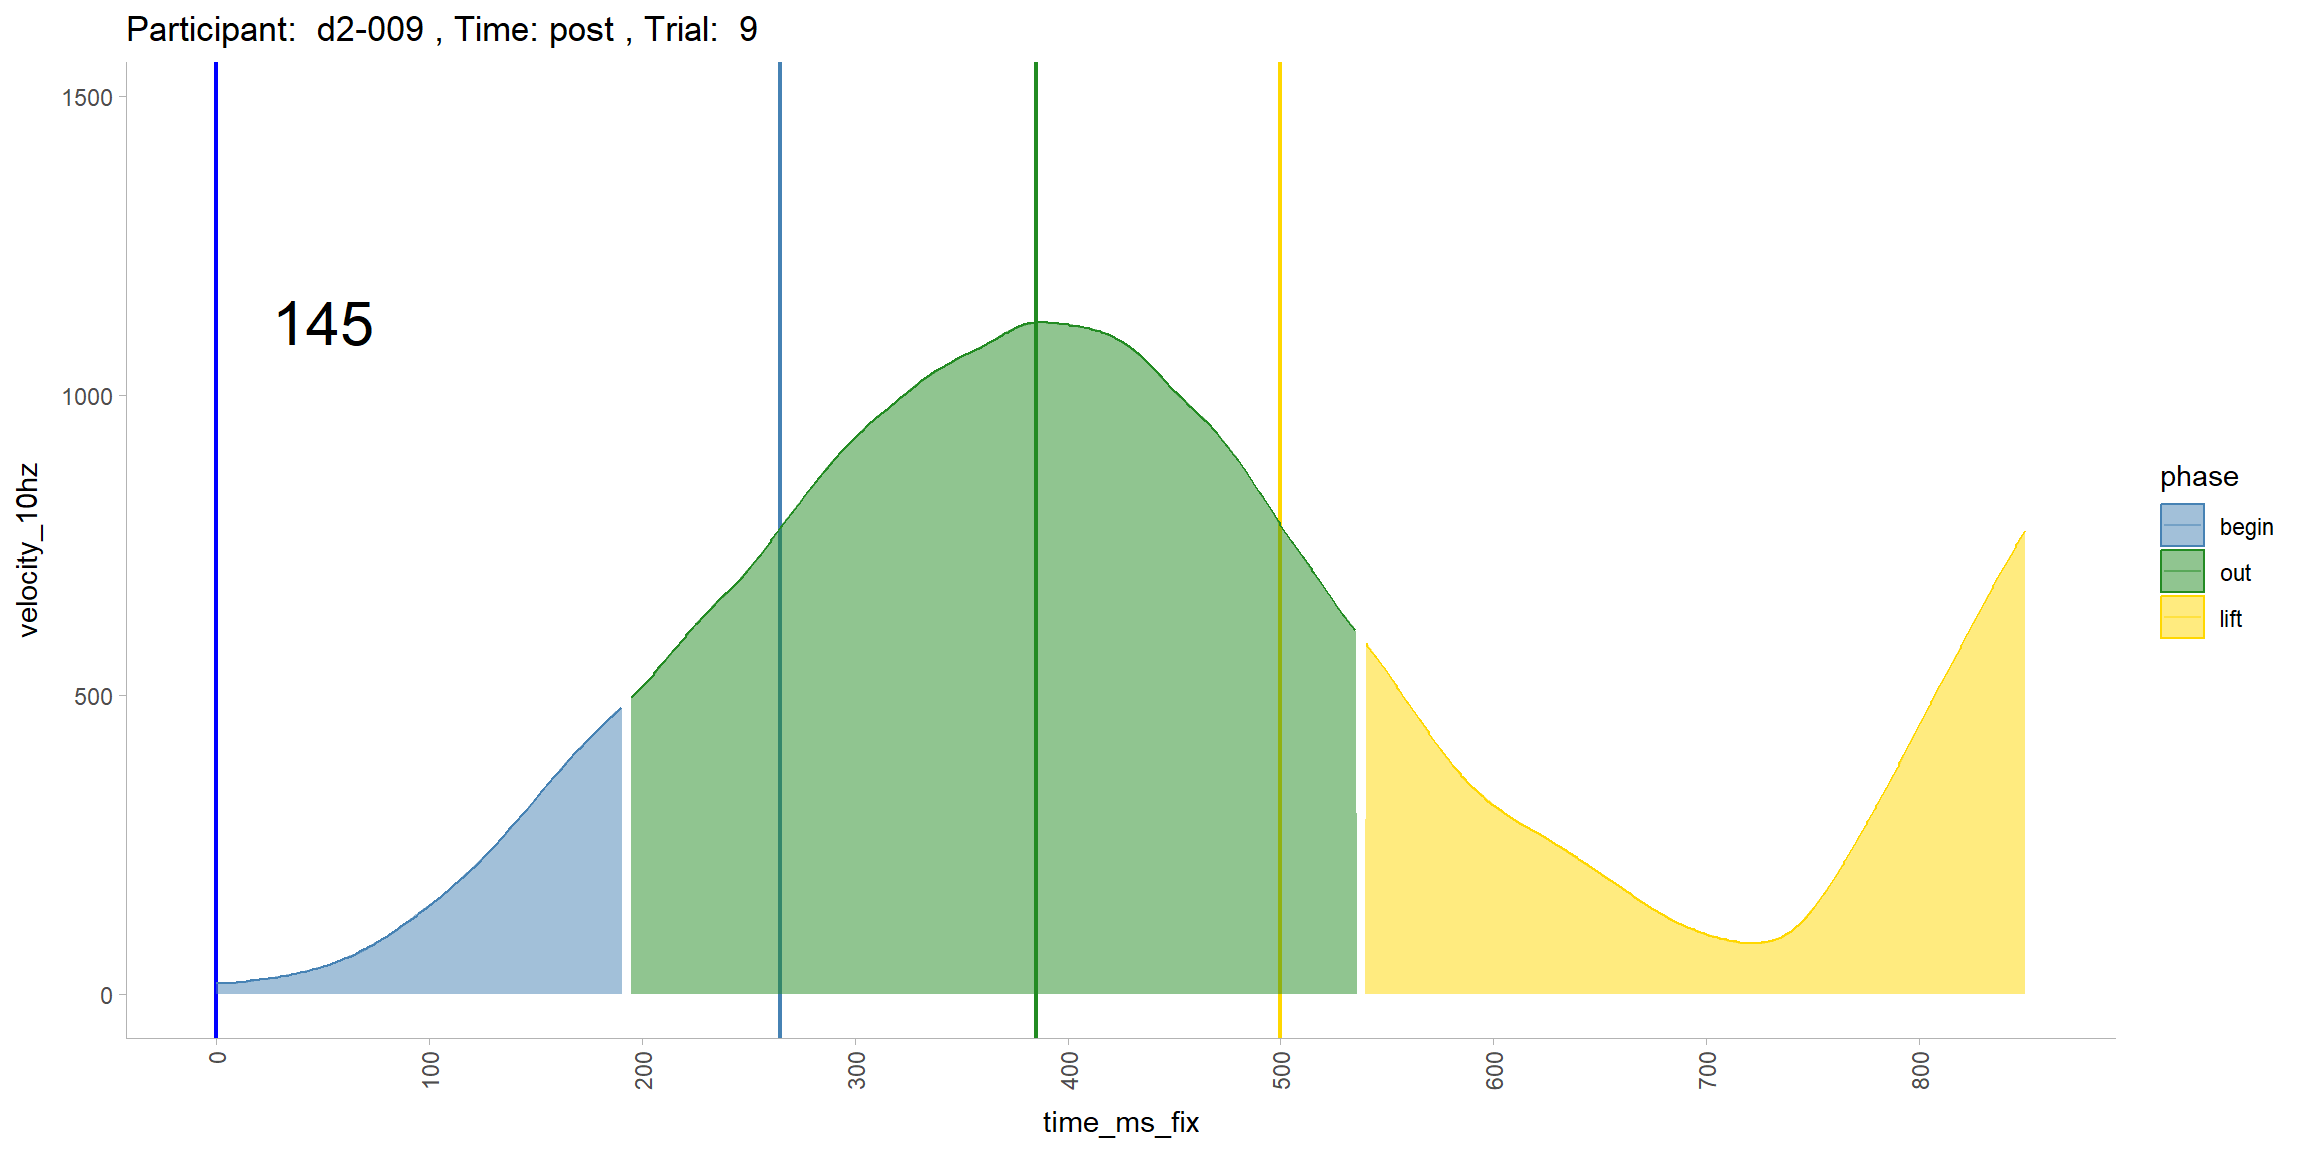 Participant:  d2-009 , Time: post , Trial:  9
1500
1000
500
0
145
velocity_10hz
0
100
200
300
400
500
600
700
800
time_ms_fix
phase
begin
out
lift